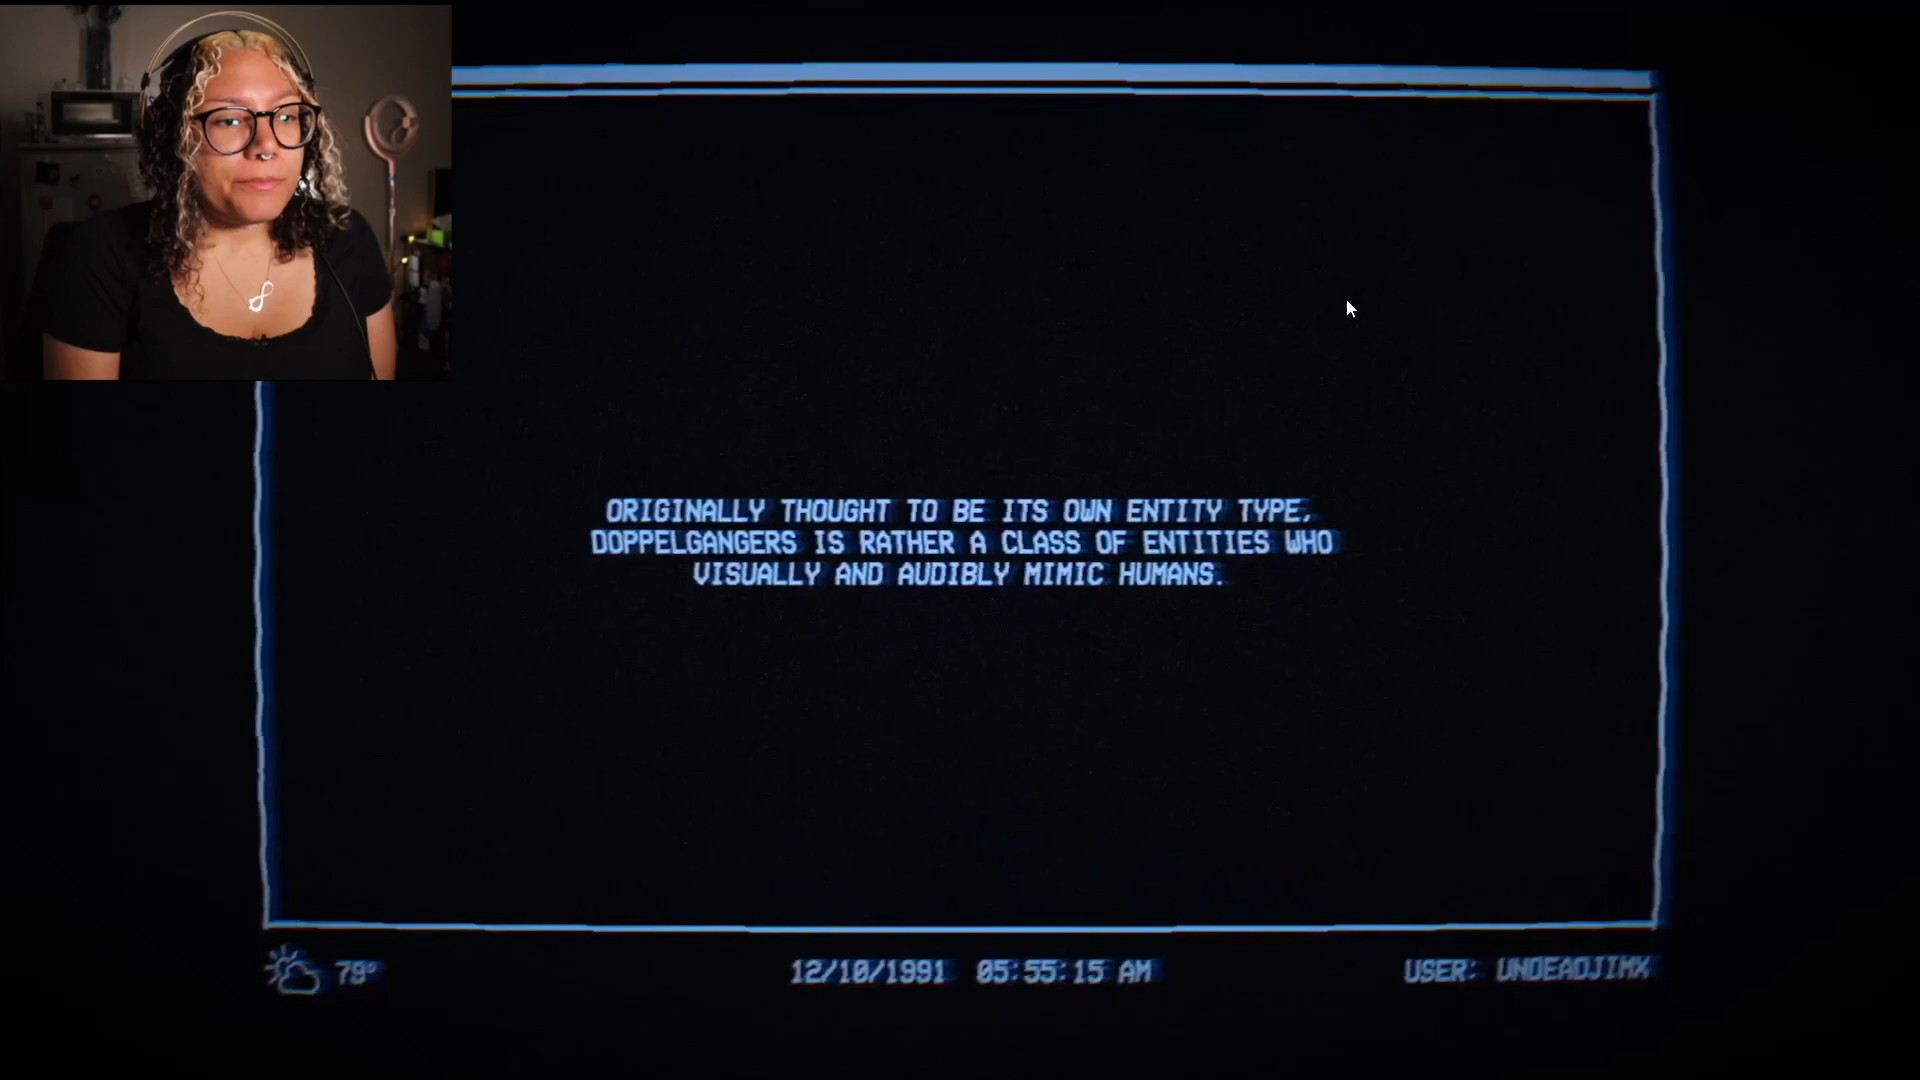 ORIGINALLY THOUGHT TO BE ITS OWN ENTITY TYPE,
DOPPELGANGERS IS RATHER A CLASS OF ENTITIES WHO
VISUALLY AND AUDIBLY MIMIC HUMANS.
79°
12/10/1991 05:55:15 AM
USER: UNDEADJIMX